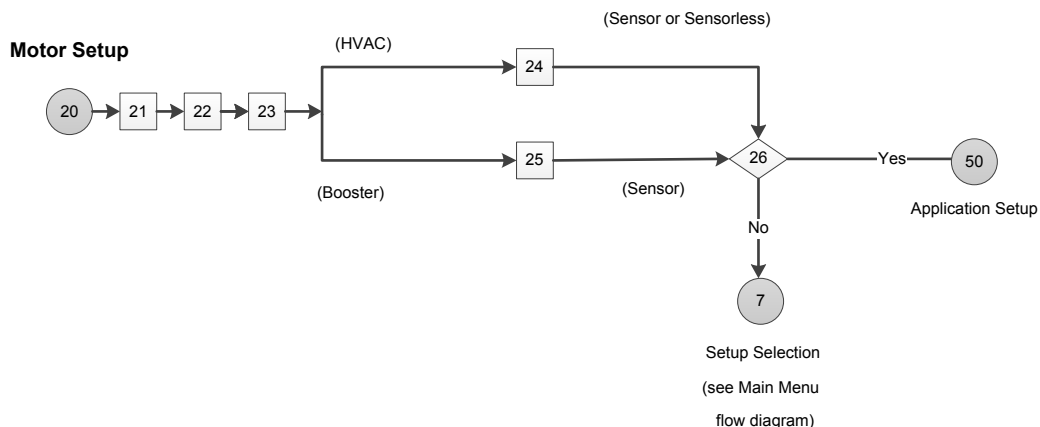 Motor Setup
(HVAC)
(Sensor or Sensorless)
20
21
22
23
24
25
26
(Booster)
(Sensor)
Yes
50
Application Setup
No
7
Setup Selection
(see Main Menu
flow diagram)